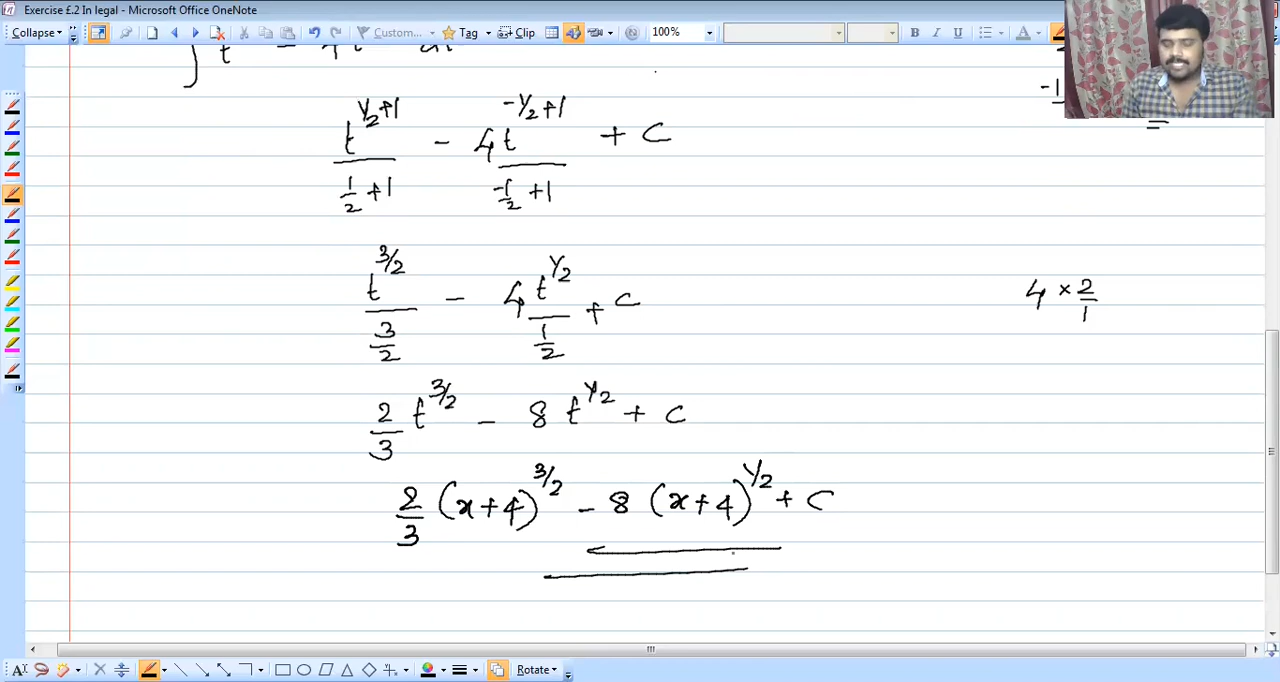 Exercise £.2 In legal - Microsoft Office OneNote
Collapse Custom... Tag Clip 100% B I U A
t^(1/2+1) / (1/2 + 1) - 4t^(-1/2+1) / (-1/2 + 1) + C
t^(3/2) / (3/2) - 4t^(1/2) / (1/2) + C
4 × 2/1
2/3 t^(3/2) - 8 t^(1/2) + C
2/3 (x+4)^(3/2) - 8 (x+4)^(1/2) + C
Rotate